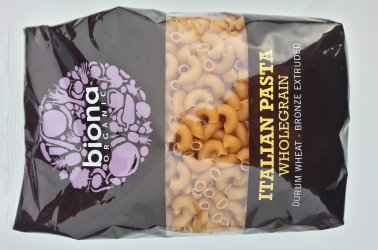 biona
ORGANIC
ITALIAN PASTA
WHOLEGRAIN
DURUM WHEAT - BRONZE EXTRUDED